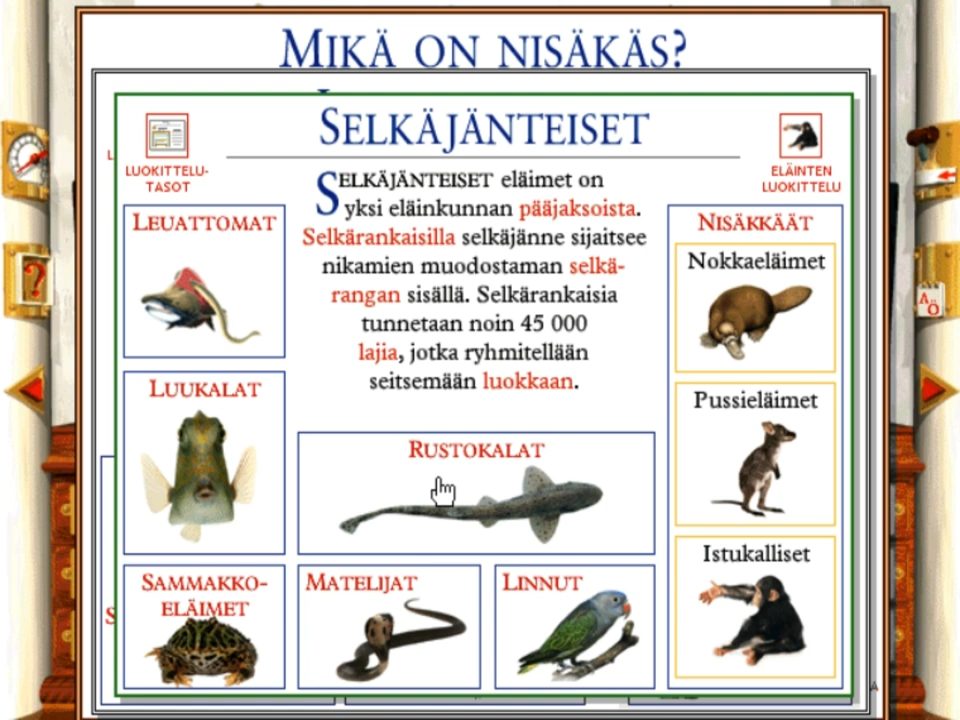 MIKÄ ON NISÄKÄS?
SELKÄJÄNTEISET
LUOKITTELU-
TASOT
ELÄINTEN
LUOKITTELU
SELKÄJÄNTEISET eläimet on
yksi eläinkunnan pääjaksoista.
Selkärankaisilla selkäjänne sijaitsee
nikamien muodostaman selkä-
rangan sisällä. Selkärankaisia
tunnetaan noin 45 000
lajia, jotka ryhmitellään
seitsemään luokkaan.
LEUATTOMAT
LUUKALAT
RUSTOKALAT
SAMMAKKO-
ELÄIMET
MATELIJAT
LINNUT
NISÄKKÄÄT
Nokkaeläimet
Pussieläimet
Istukalliset
?
A
Ö